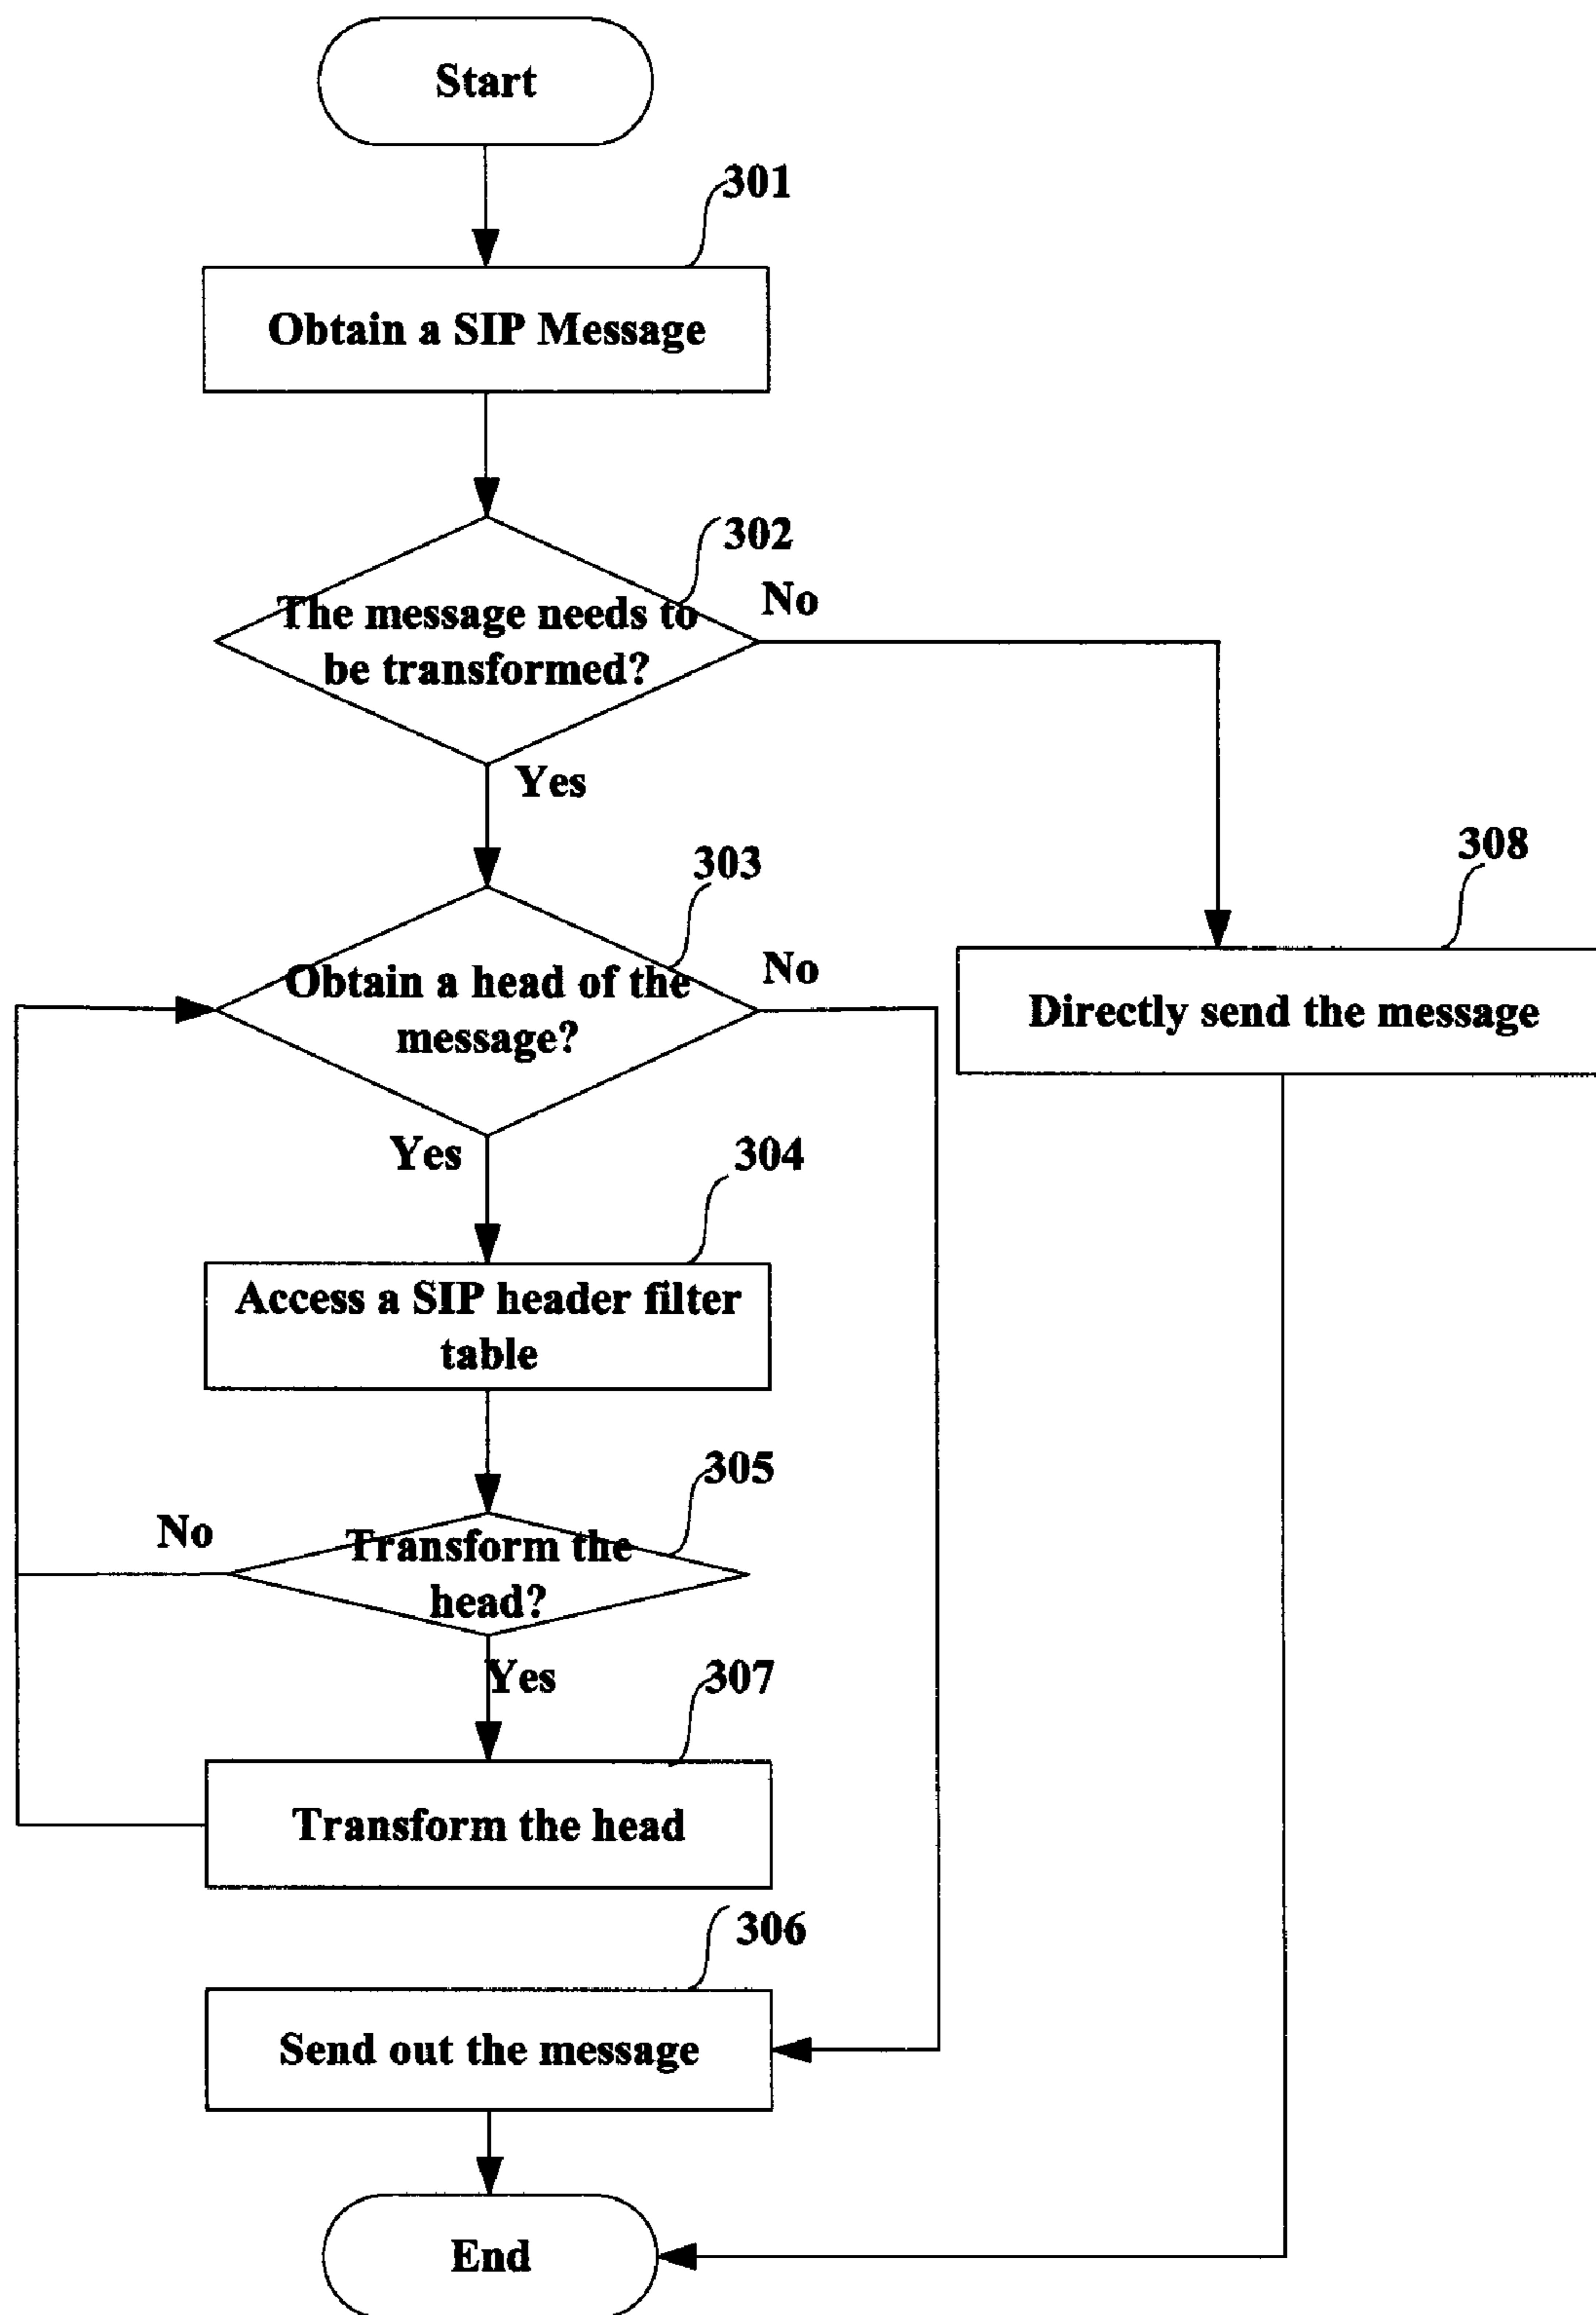 Start
301
Obtain a SIP Message
302
The message needs to
be transformed?
No
Yes
303
Obtain a head of the
message?
No
308
Directly send the message
Yes
304
Access a SIP header filter
table
305
No
Transform the
head?
Yes
307
Transform the head
306
Send out the message
End